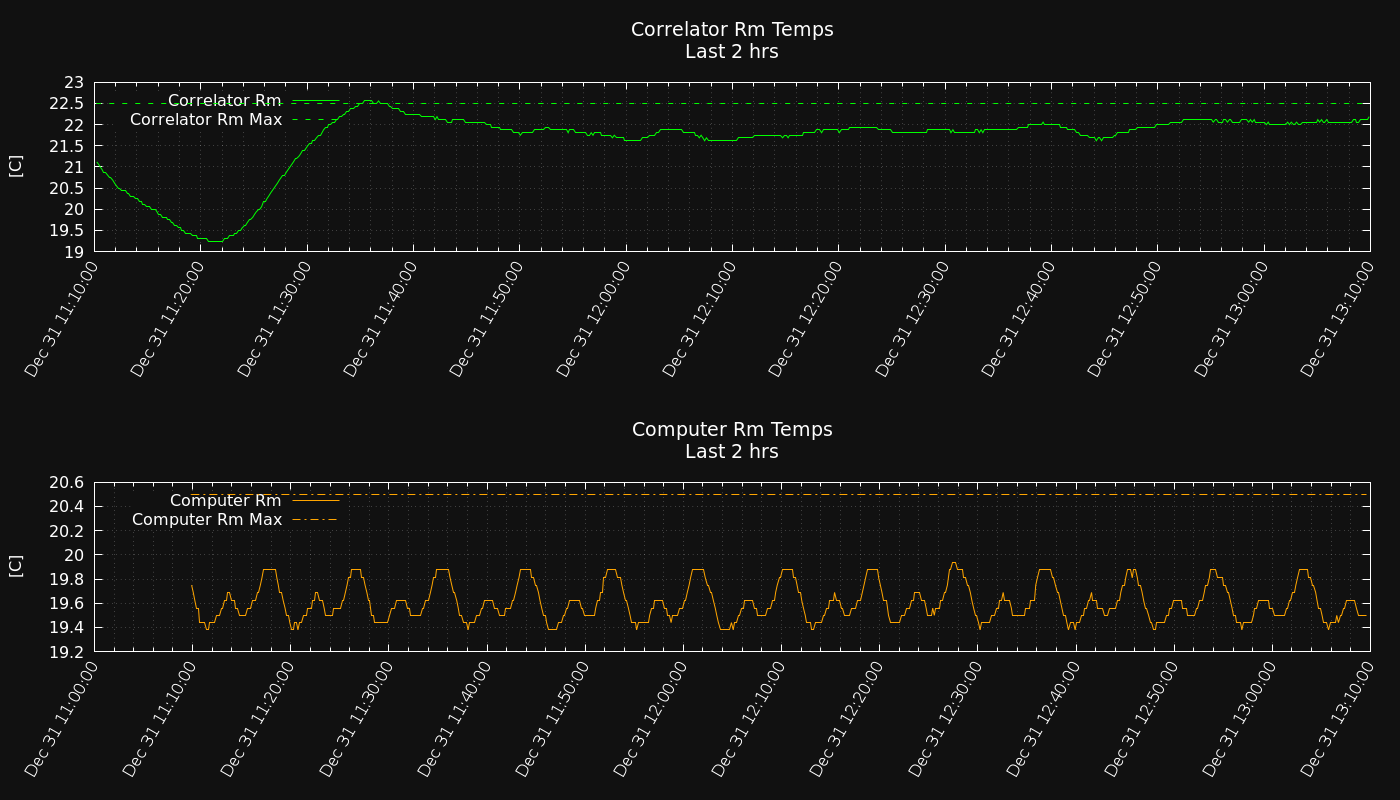 Correlator Rm Temps
Last 2 hrs
23
22.5
22
21.5
21
20.5
20
19.5
19
[C]
Correlator Rm
Correlator Rm Max
Dec 31 11:10:00
Dec 31 11:20:00
Dec 31 11:30:00
Dec 31 11:40:00
Dec 31 11:50:00
Dec 31 12:00:00
Dec 31 12:10:00
Dec 31 12:20:00
Dec 31 12:30:00
Dec 31 12:40:00
Dec 31 12:50:00
Dec 31 13:00:00
Dec 31 13:10:00
Computer Rm Temps
Last 2 hrs
20.6
20.4
20.2
20
19.8
19.6
19.4
19.2
[C]
Computer Rm
Computer Rm Max
Dec 31 11:00:00
Dec 31 11:10:00
Dec 31 11:20:00
Dec 31 11:30:00
Dec 31 11:40:00
Dec 31 11:50:00
Dec 31 12:00:00
Dec 31 12:10:00
Dec 31 12:20:00
Dec 31 12:30:00
Dec 31 12:40:00
Dec 31 12:50:00
Dec 31 13:00:00
Dec 31 13:10:00